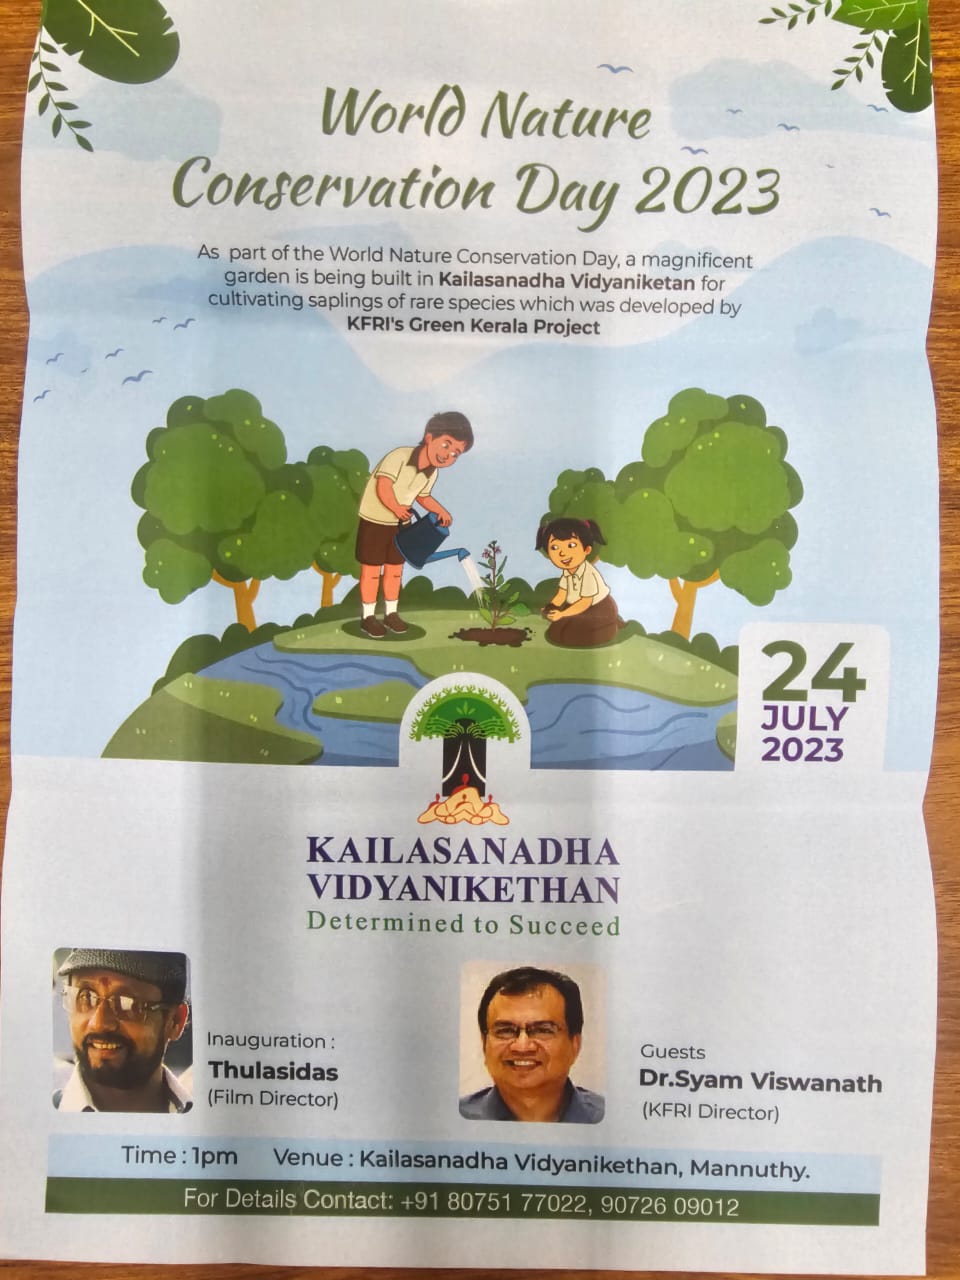 World Nature
Conservation Day 2023
As part of the World Nature Conservation Day, a magnificent
garden is being built in Kailasanadha Vidyaniketan for
cultivating saplings of rare species which was developed by
KFRI's Green Kerala Project
24
JULY
2023
KAILASANADHA
VIDYANIKETHAN
Determined to Succeed
Inauguration :
Thulasidas
(Film Director)
Guests
Dr.Syam Viswanath
(KFRI Director)
Time : 1pm Venue : Kailasanadha Vidyanikethan, Mannuthy.
For Details Contact: +91 80751 77022, 90726 09012